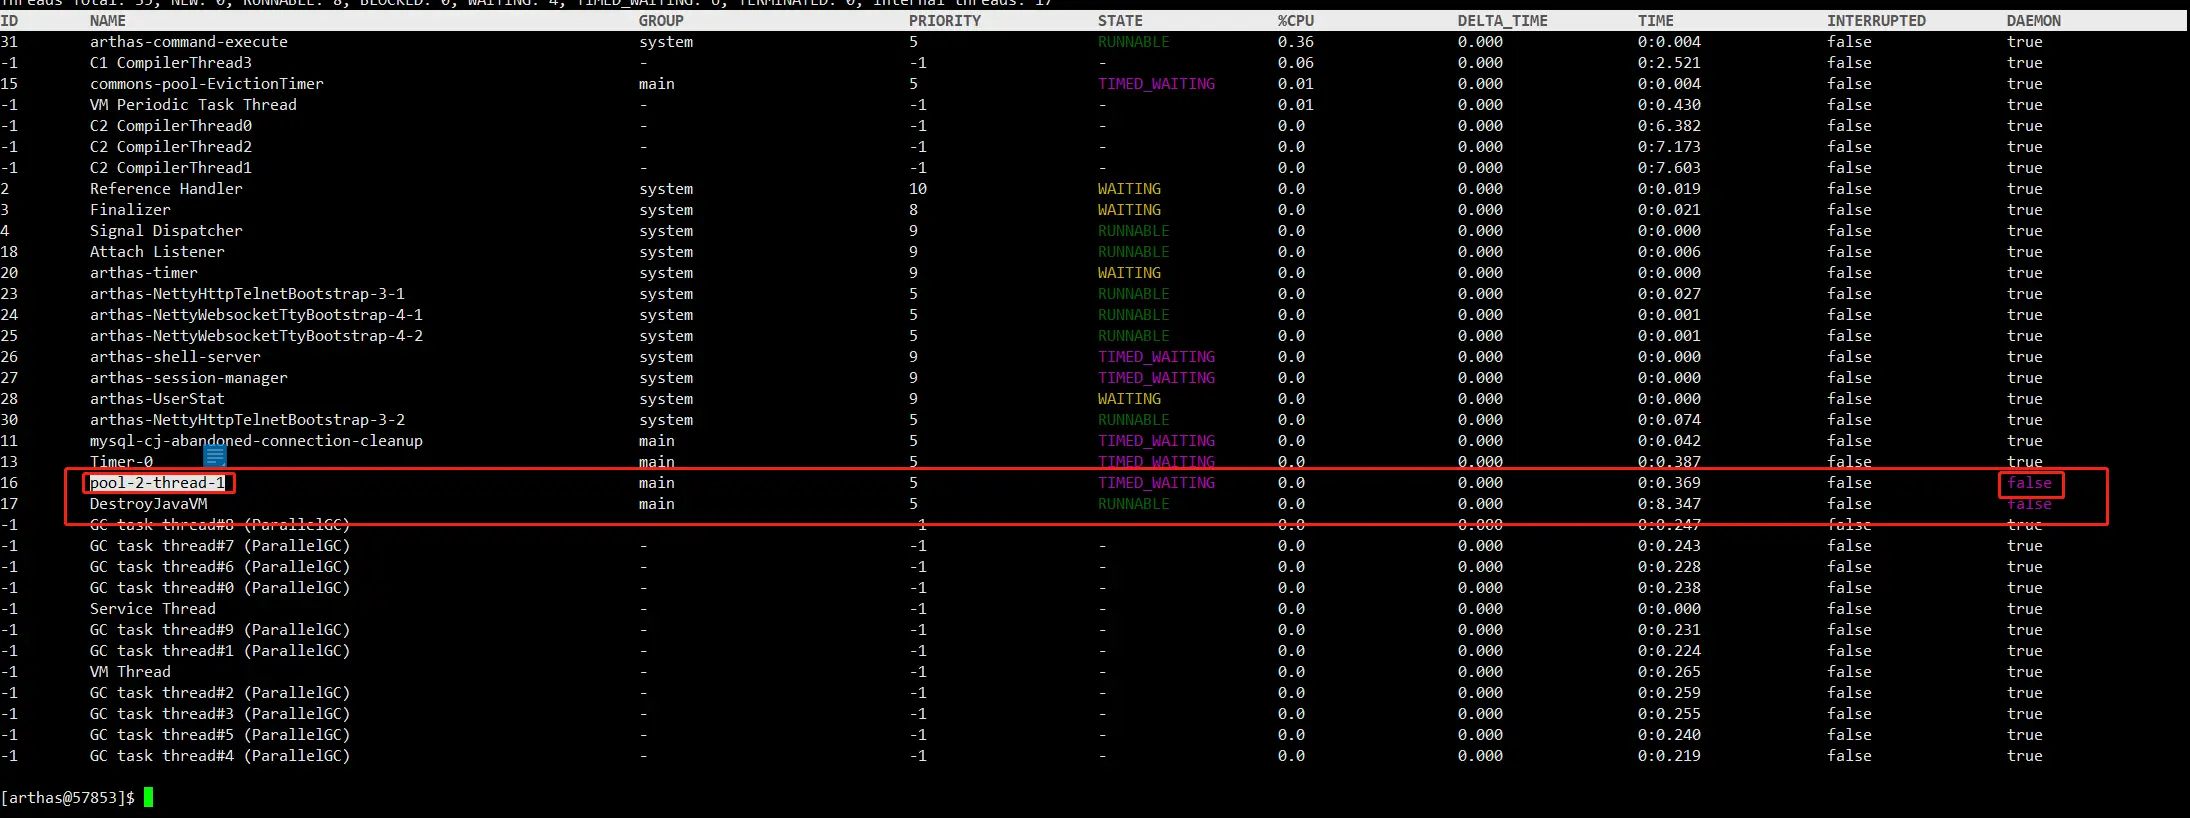 Threads Total: 35, NEW: 0, RUNNABLE: 8, BLOCKED: 0, WAITING: 4, TIMED_WAITING: 6, TERMINATED: 0, Internal threads: 17
ID NAME GROUP PRIORITY STATE %CPU DELTA_TIME TIME INTERRUPTED DAEMON
31 arthas-command-execute system 5 RUNNABLE 0.36 0.000 0:0.004 false true
-1 C1 CompilerThread3 - -1 - 0.06 0.000 0:2.521 false true
15 commons-pool-EvictionTimer main 5 TIMED_WAITING 0.01 0.000 0:0.004 false true
-1 VM Periodic Task Thread - -1 - 0.01 0.000 0:0.430 false true
-1 C2 CompilerThread0 - -1 - 0.0 0.000 0:6.382 false true
-1 C2 CompilerThread2 - -1 - 0.0 0.000 0:7.173 false true
-1 C2 CompilerThread1 - -1 - 0.0 0.000 0:7.603 false true
2 Reference Handler system 10 WAITING 0.0 0.000 0:0.019 false true
3 Finalizer system 8 WAITING 0.0 0.000 0:0.021 false true
4 Signal Dispatcher system 9 RUNNABLE 0.0 0.000 0:0.000 false true
18 Attach Listener system 9 RUNNABLE 0.0 0.000 0:0.006 false true
20 arthas-timer system 9 WAITING 0.0 0.000 0:0.000 false true
23 arthas-NettyHttpTelnetBootstrap-3-1 system 5 RUNNABLE 0.0 0.000 0:0.027 false true
24 arthas-NettyWebsocketTtyBootstrap-4-1 system 5 RUNNABLE 0.0 0.000 0:0.001 false true
25 arthas-NettyWebsocketTtyBootstrap-4-2 system 5 RUNNABLE 0.0 0.000 0:0.001 false true
26 arthas-shell-server system 9 TIMED_WAITING 0.0 0.000 0:0.000 false true
27 arthas-session-manager system 9 TIMED_WAITING 0.0 0.000 0:0.000 false true
28 arthas-UserStat system 9 WAITING 0.0 0.000 0:0.000 false true
30 arthas-NettyHttpTelnetBootstrap-3-2 system 5 RUNNABLE 0.0 0.000 0:0.074 false true
11 mysql-cj-abandoned-connection-cleanup main 5 TIMED_WAITING 0.0 0.000 0:0.042 false true
13 Timer-0 main 5 TIMED_WAITING 0.0 0.000 0:0.387 false true
16 pool-2-thread-1 main 5 TIMED_WAITING 0.0 0.000 0:0.369 false false
17 DestroyJavaVM main 5 RUNNABLE 0.0 0.000 0:8.347 false false
-1 GC task thread#8 (ParallelGC) - -1 - 0.0 0.000 0:0.247 false true
-1 GC task thread#7 (ParallelGC) - -1 - 0.0 0.000 0:0.243 false true
-1 GC task thread#6 (ParallelGC) - -1 - 0.0 0.000 0:0.228 false true
-1 GC task thread#0 (ParallelGC) - -1 - 0.0 0.000 0:0.238 false true
-1 Service Thread - -1 - 0.0 0.000 0:0.000 false true
-1 GC task thread#9 (ParallelGC) - -1 - 0.0 0.000 0:0.231 false true
-1 GC task thread#1 (ParallelGC) - -1 - 0.0 0.000 0:0.224 false true
-1 VM Thread - -1 - 0.0 0.000 0:0.265 false true
-1 GC task thread#2 (ParallelGC) - -1 - 0.0 0.000 0:0.259 false true
-1 GC task thread#3 (ParallelGC) - -1 - 0.0 0.000 0:0.255 false true
-1 GC task thread#5 (ParallelGC) - -1 - 0.0 0.000 0:0.240 false true
-1 GC task thread#4 (ParallelGC) - -1 - 0.0 0.000 0:0.219 false true
[arthas@57853]$